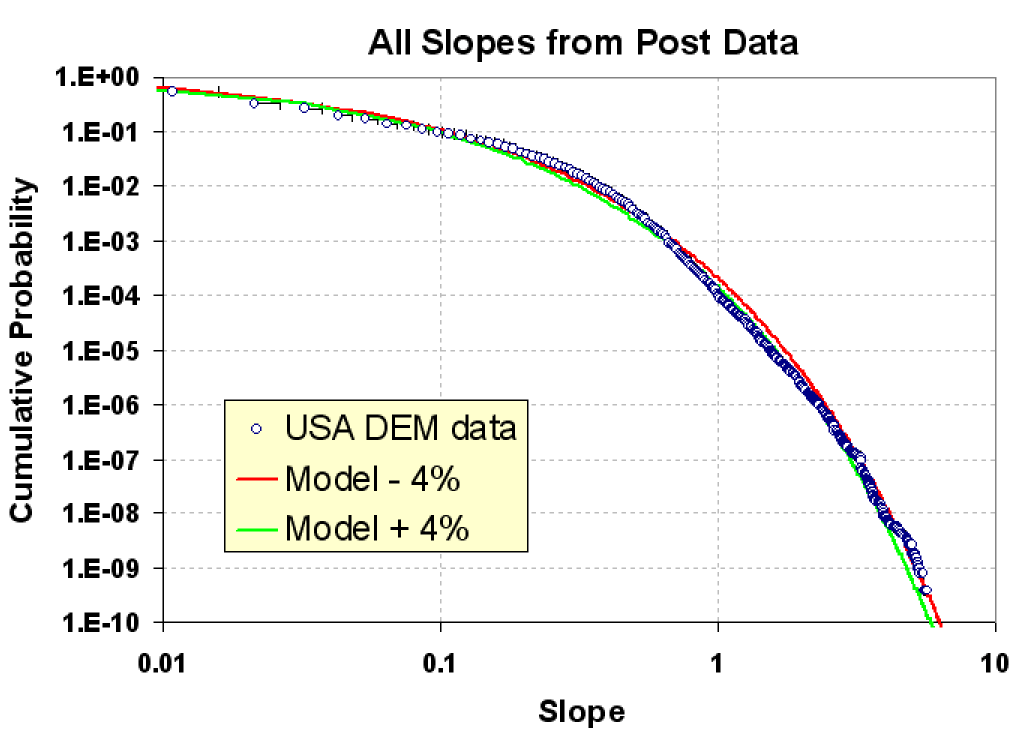 All Slopes from Post Data
Cumulative Probability
1.E+00
1.E-01
1.E-02
1.E-03
1.E-04
1.E-05
1.E-06
1.E-07
1.E-08
1.E-09
1.E-10
USA DEM data
Model - 4%
Model + 4%
0.01
0.1
1
10
Slope